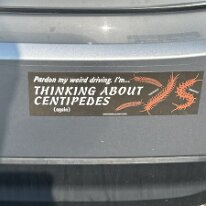 Pardon my weird driving, I'm...
THINKING ABOUT
CENTIPEDES
(again)